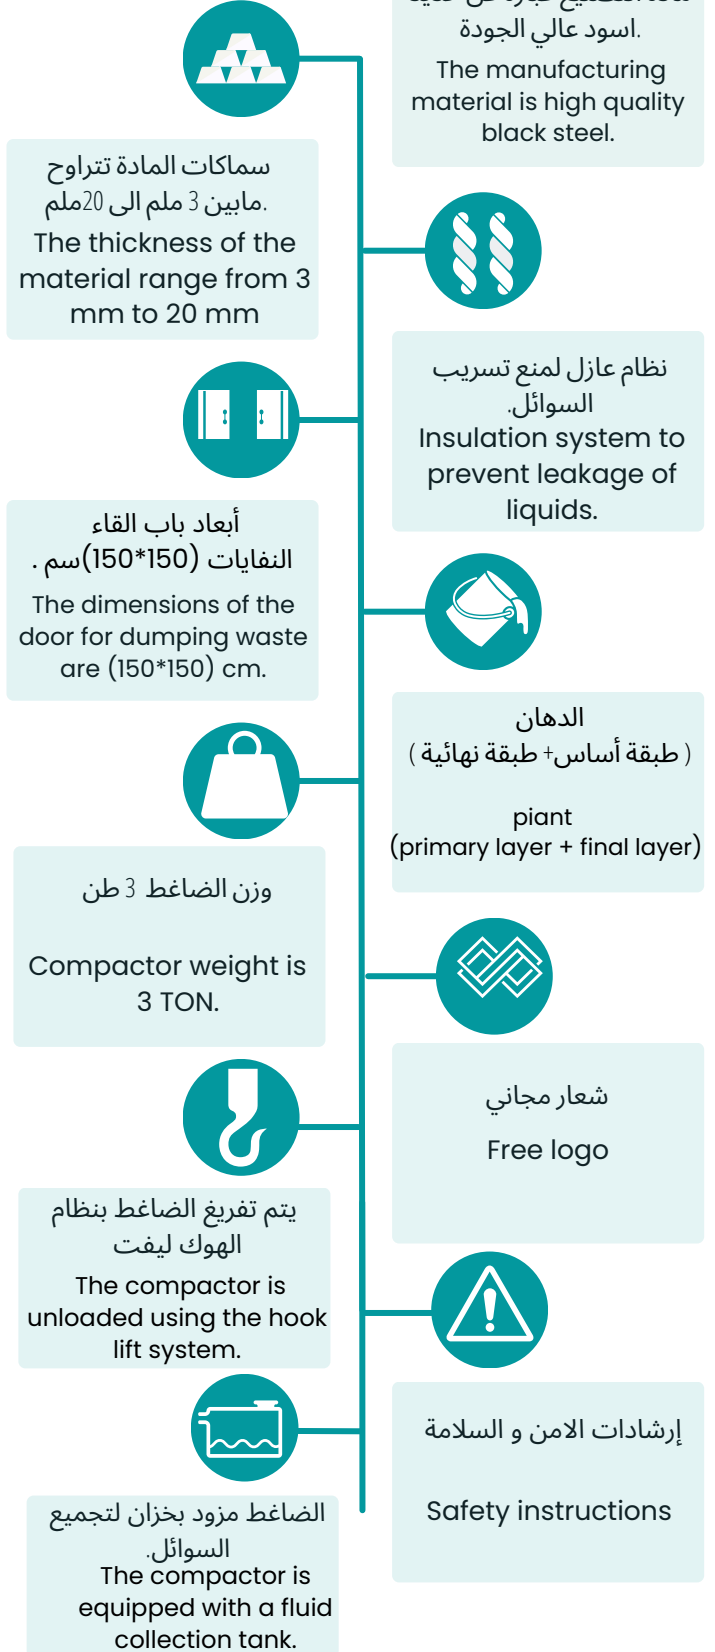 .اسود عالي الجودة
The manufacturing
material is high quality
black steel.
سماكات المادة تتراوح
.مابين 3 ملم الى 20ملم
The thickness of the
material range from 3
mm to 20 mm
نظام عازل لمنع تسريب
السوائل.
Insulation system to
prevent leakage of
liquids.
أبعاد باب القاء
النفايات (150*150)سم .
The dimensions of the
door for dumping waste
are (150*150) cm.
الدهان
( طبقة أساس+ طبقة نهائية )
piant
(primary layer + final layer)
وزن الضاغط 3 طن
Compactor weight is
3 TON.
شعار مجاني
Free logo
يتم تفريغ الضاغط بنظام
الهوك ليفت
The compactor is
unloaded using the hook
lift system.
إرشادات الامن و السلامة
Safety instructions
الضاغط مزود بخزان لتجميع
السوائل.
The compactor is
equipped with a fluid
collection tank.